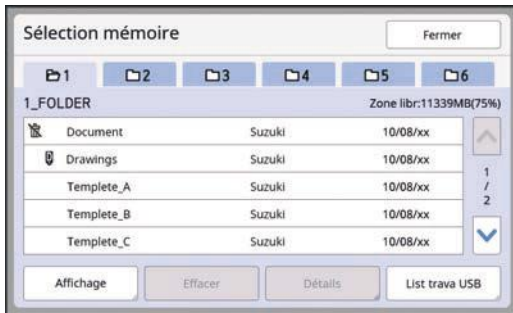 Sélection mémoire Fermer
1 2 3 4 5 6
1_FOLDER Zone libr:11339MB(75%)
Document Suzuki 10/08/xx
Drawings Suzuki 10/08/xx
Templete_A Suzuki 10/08/xx
Templete_B Suzuki 10/08/xx
Templete_C Suzuki 10/08/xx
1
/
2
Affichage Effacer Détails List trava USB